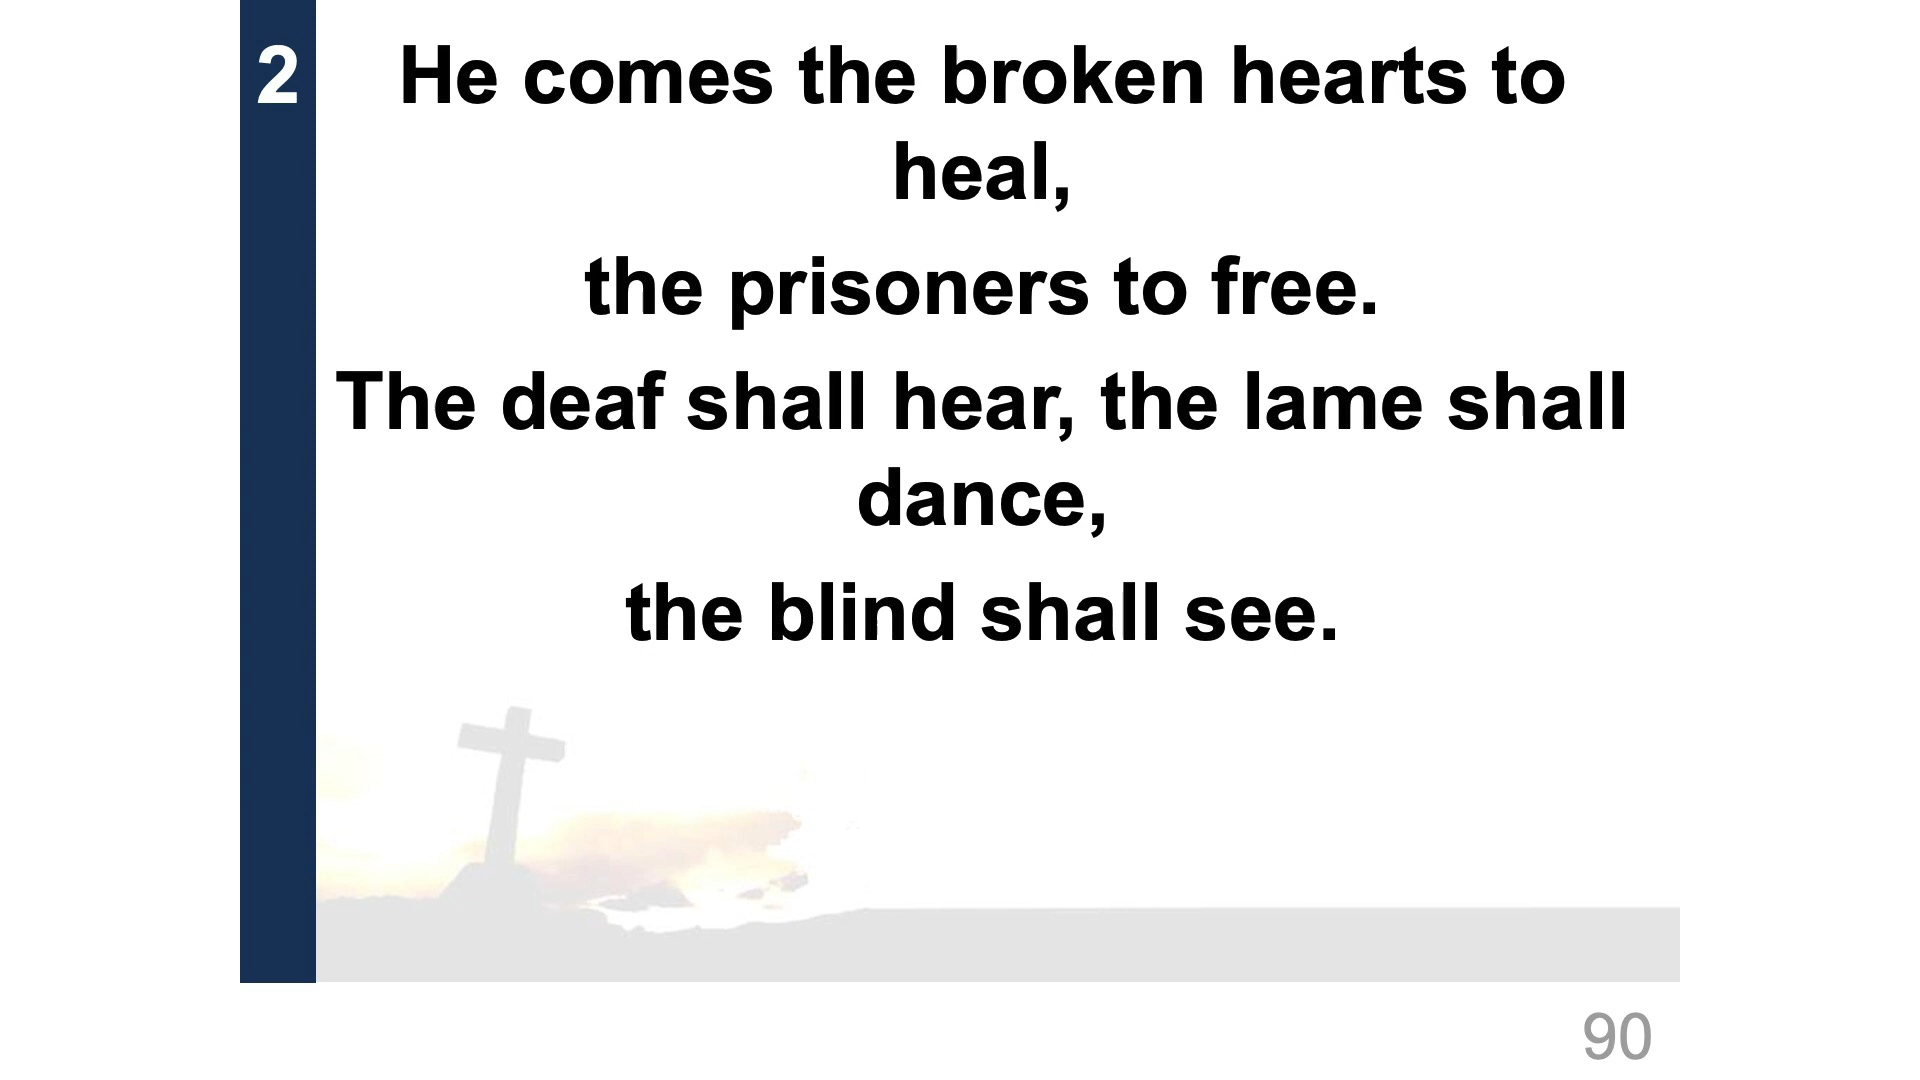 2
He comes the broken hearts to
heal,
the prisoners to free.
The deaf shall hear, the lame shall
dance,
the blind shall see.
90